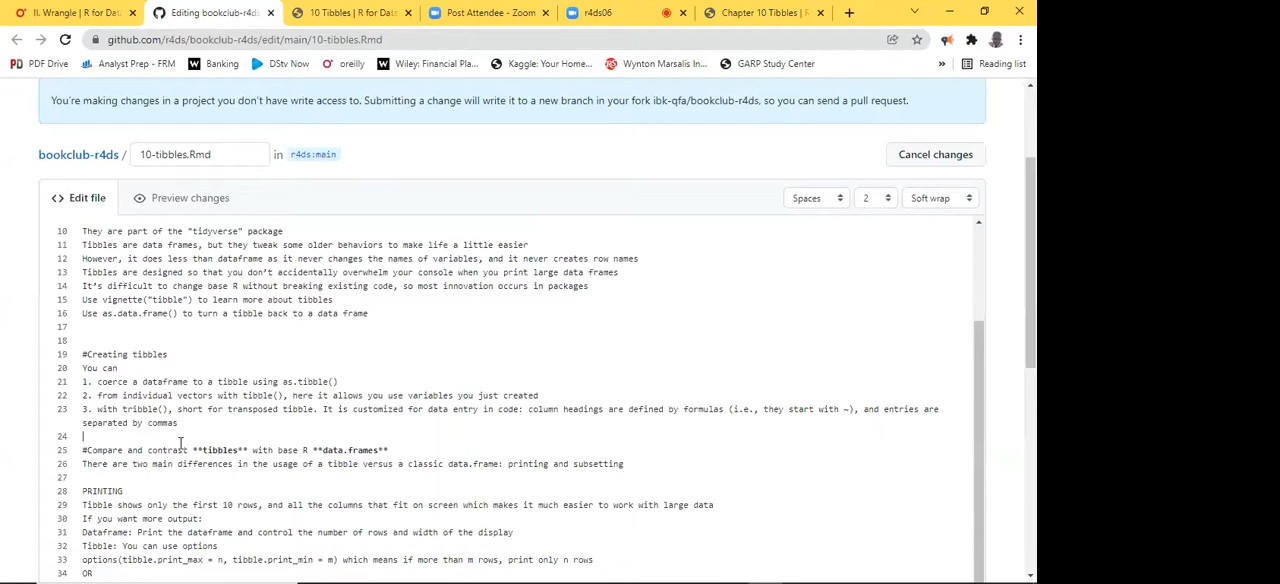 II. Wrangle | R for Data
Editing bookclub-r4ds/
10 Tibbles | R for Data
Post Attendee - Zoom
r4ds06
Chapter 10 Tibbles | R
github.com/r4ds/bookclub-r4ds/edit/main/10-tibbles.Rmd
PDF Drive
Analyst Prep - FRM
Banking
DStv Now
oreilly
Wiley: Financial Pla...
Kaggle: Your Home...
Wynton Marsalis In...
GARP Study Center
»
Reading list
You're making changes in a project you don't have write access to. Submitting a change will write it to a new branch in your fork ibk-qfa/bookclub-r4ds, so you can send a pull request.
bookclub-r4ds / 10-tibbles.Rmd in r4ds:main
Cancel changes
<> Edit file
Preview changes
Spaces
2
Soft wrap
10 They are part of the "tidyverse" package
11 Tibbles are data frames, but they tweak some older behaviors to make life a little easier
12 However, it does less than dataframe as it never changes the names of variables, and it never creates row names
13 Tibbles are designed so that you don't accidentally overwhelm your console when you print large data frames
14 It's difficult to change base R without breaking existing code, so most innovation occurs in packages
15 Use vignette("tibble") to learn more about tibbles
16 Use as.data.frame() to turn a tibble back to a data frame
17
18
19 #Creating tibbles
20 You can
21 1. coerce a dataframe to a tibble using as.tibble()
22 2. from individual vectors with tibble(), here it allows you use variables you just created
23 3. with tribble(), short for transposed tibble. It is customized for data entry in code: column headings are defined by formulas (i.e., they start with ~), and entries are
separated by commas
24
25 #Compare and contrast **tibbles** with base R **data.frames**
26 There are two main differences in the usage of a tibble versus a classic data.frame: printing and subsetting
27
28 PRINTING
29 Tibble shows only the first 10 rows, and all the columns that fit on screen which makes it much easier to work with large data
30 If you want more output:
31 Dataframe: Print the dataframe and control the number of rows and width of the display
32 Tibble: You can use options
33 options(tibble.print_max = n, tibble.print_min = m) which means if more than m rows, print only n rows
34 OR